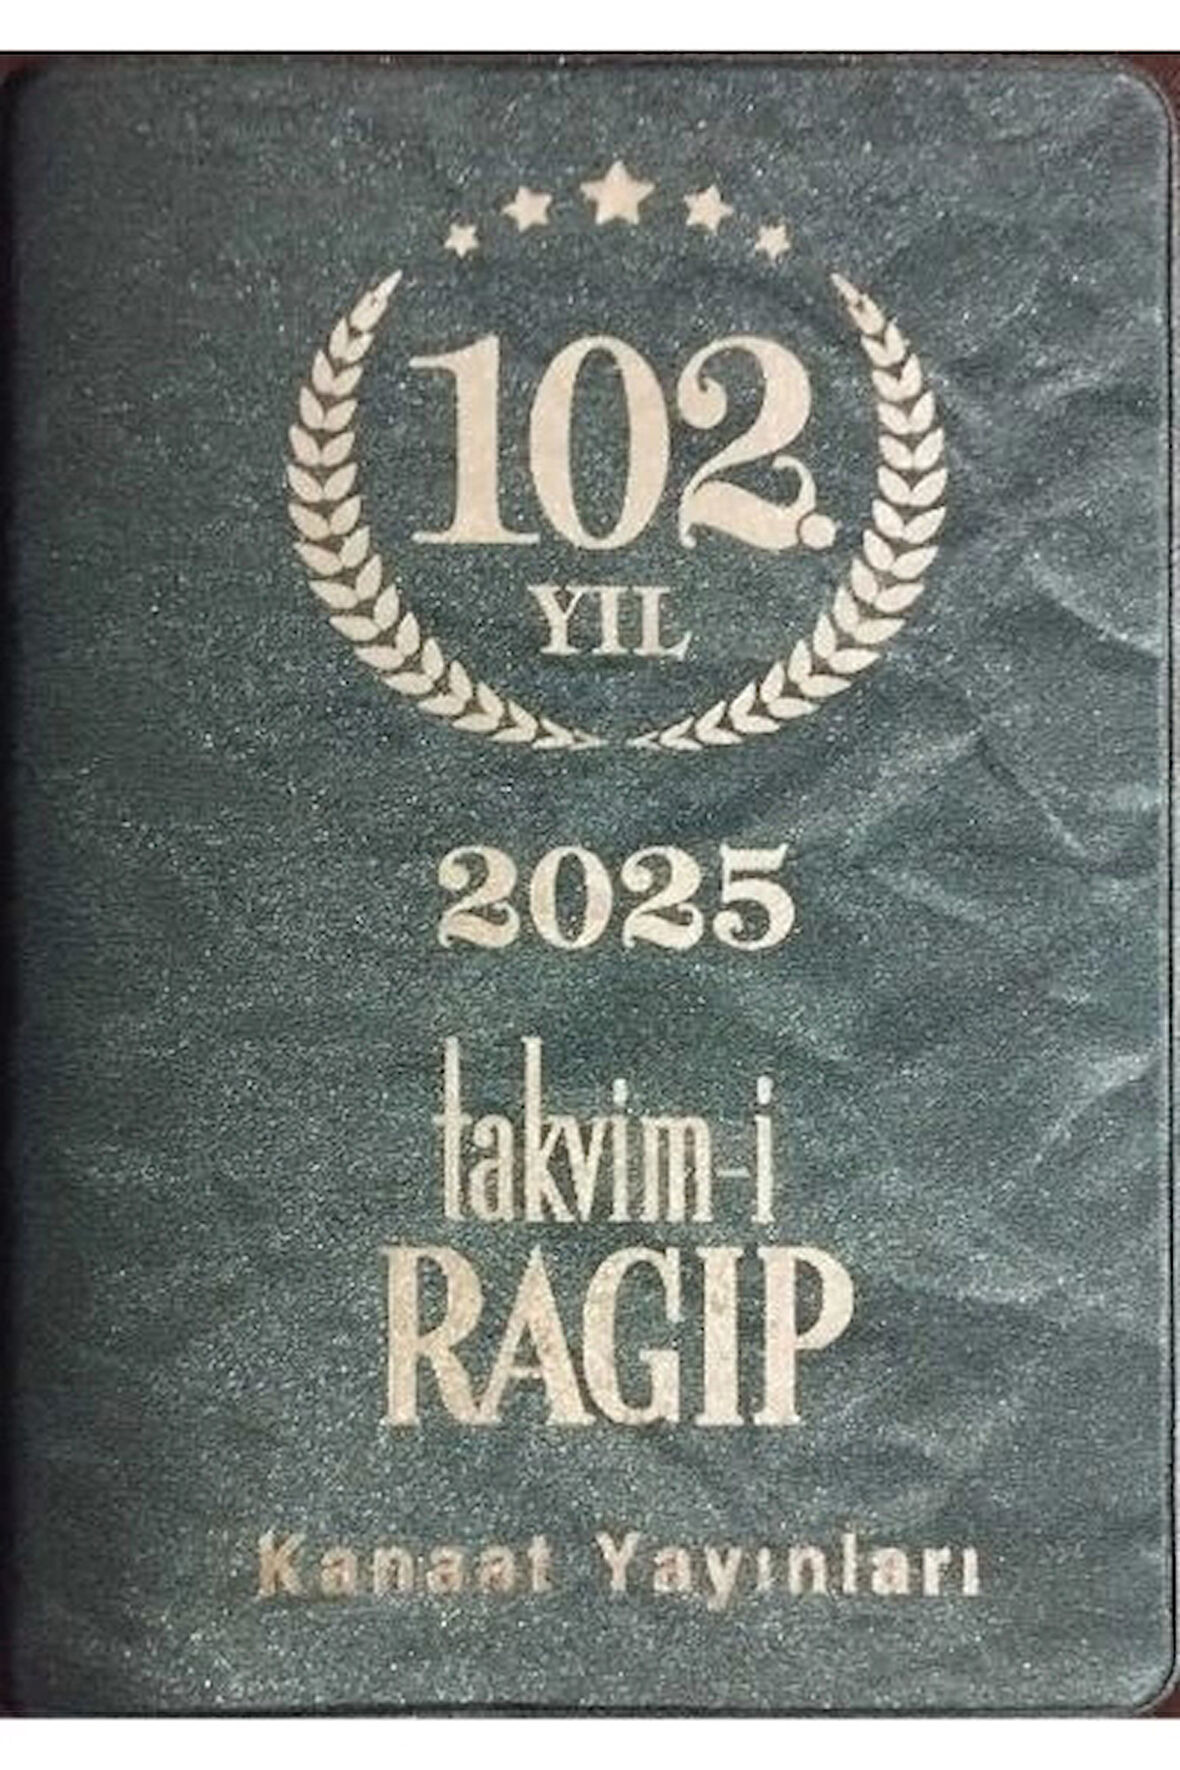 102.
YIL
2025
takvim-i
RAGIP
Kanaat Yayınları